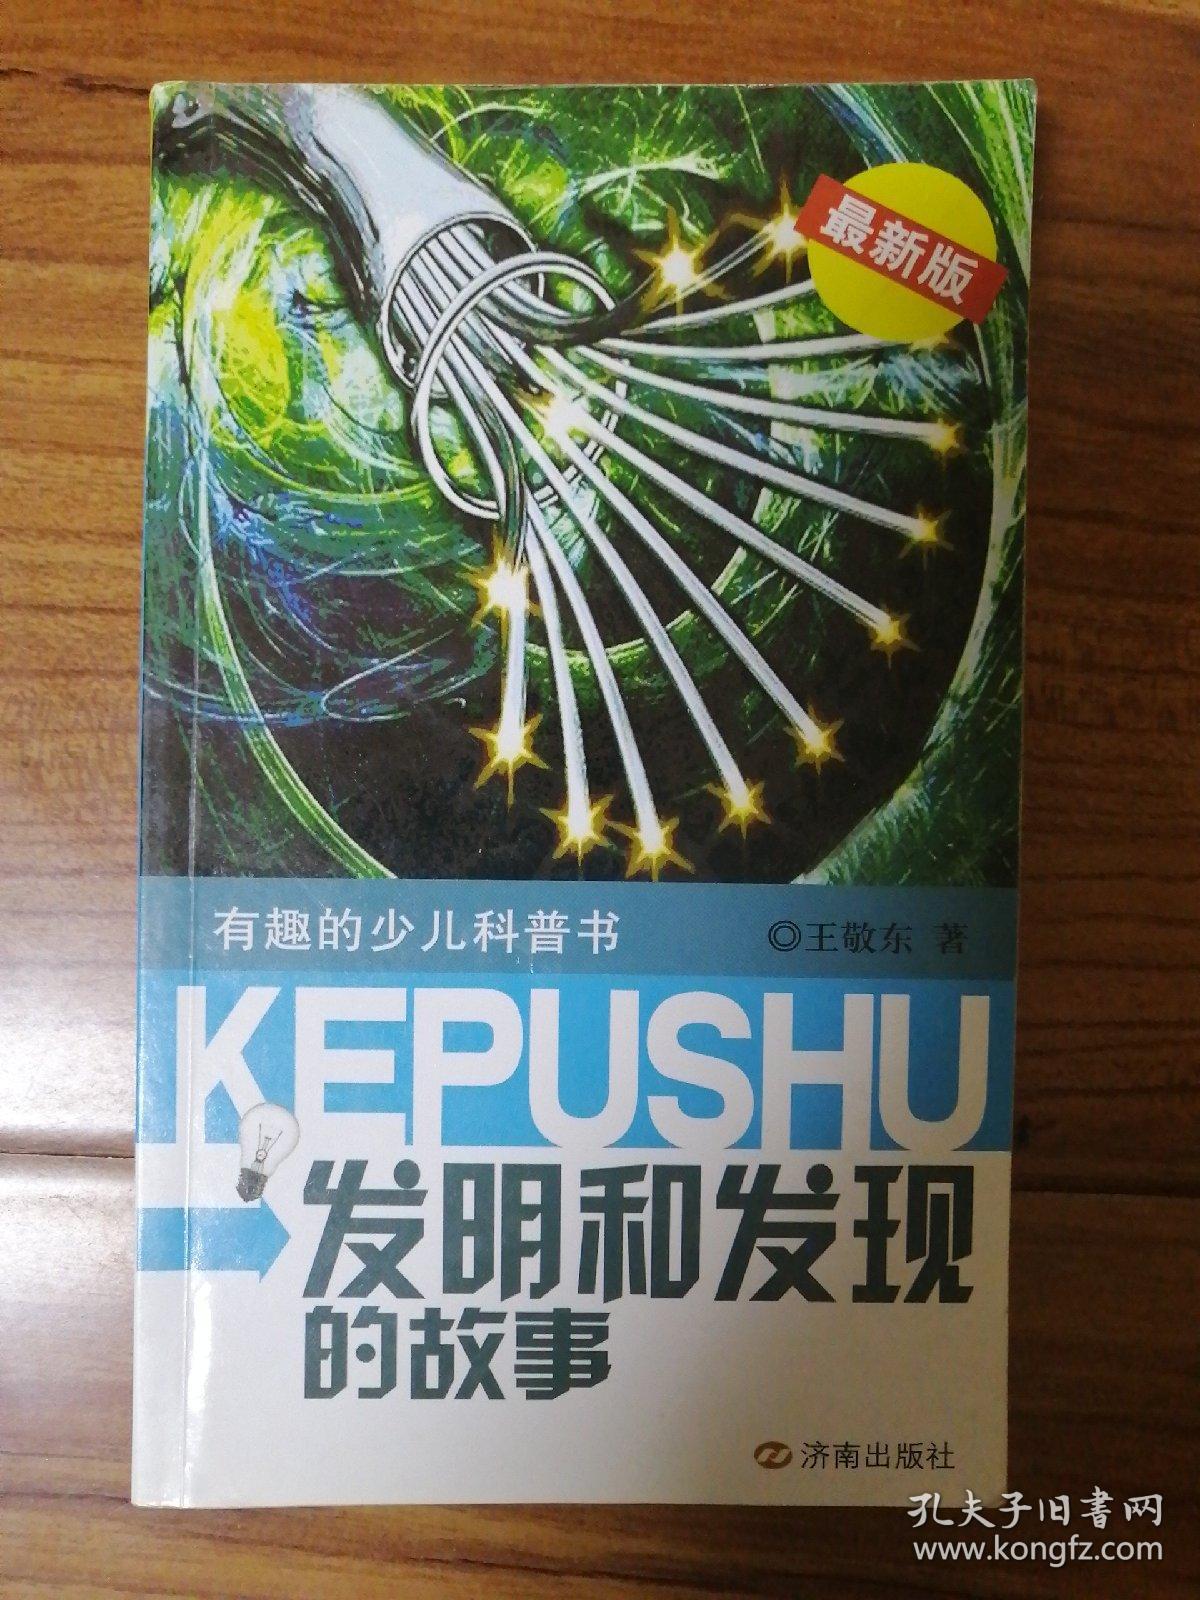 最新版
有趣的少儿科普书
◎王敬东 著
KEPUSHU
发明和发现
的故事
济南出版社
孔夫子旧书网
www.kongfz.com